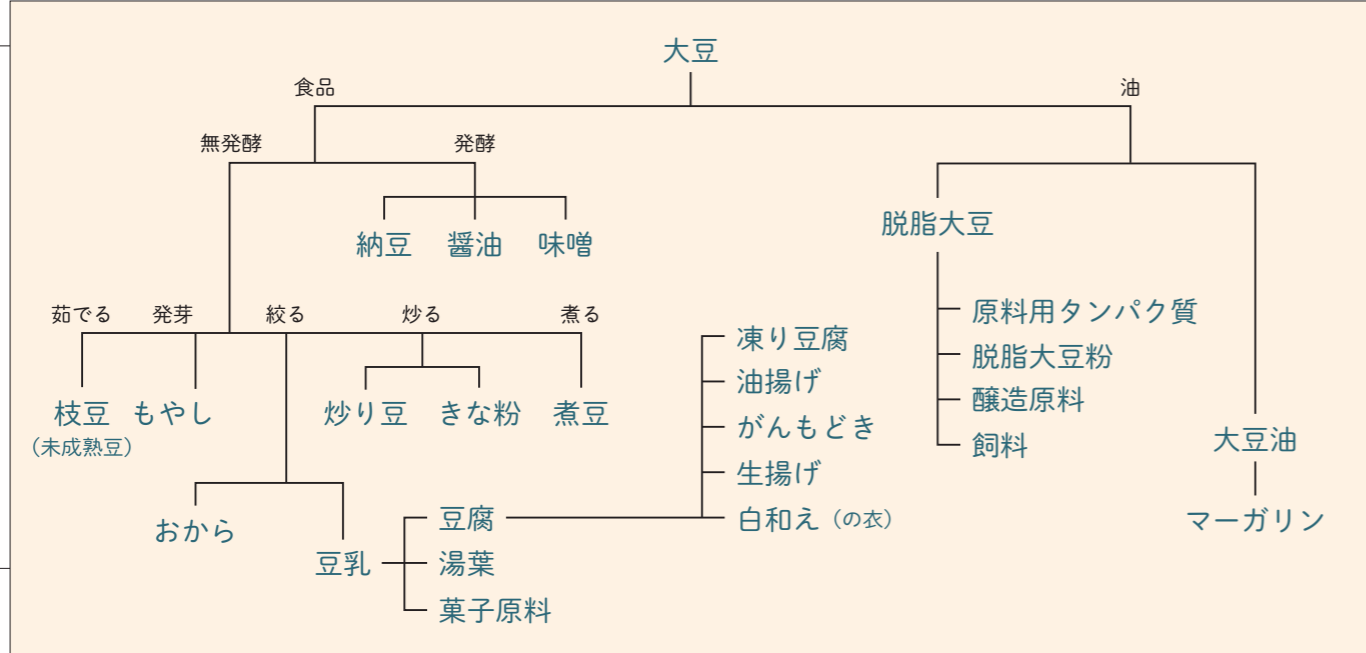 大豆
食品
油
無発酵
発酵
納豆
醤油
味噌
脱脂大豆
原料用タンパク質
脱脂大豆粉
醸造原料
飼料
大豆油
マーガリン
茹でる
発芽
絞る
炒る
煮る
枝豆
（未成熟豆）
もやし
炒り豆
きな粉
煮豆
おから
豆乳
豆腐
湯葉
菓子原料
凍り豆腐
油揚げ
がんもどき
生揚げ
白和え（の衣）